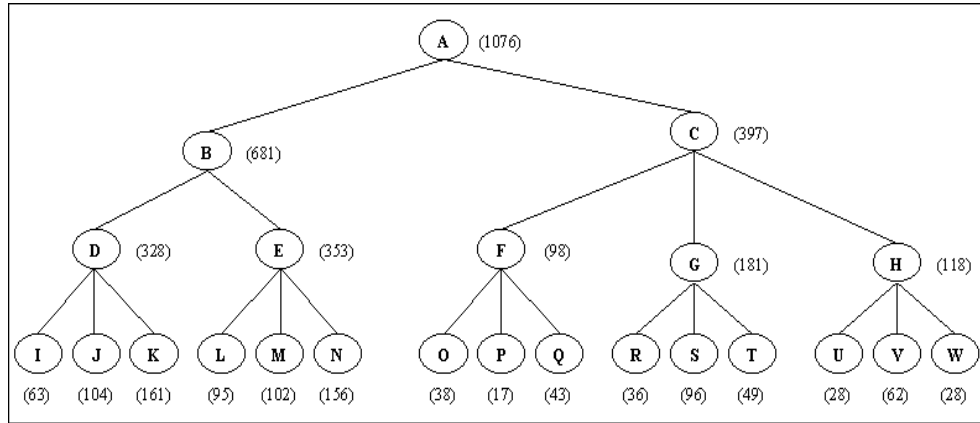 A (1076)
B (681)
C (397)
D (328)
E (353)
F (98)
G (181)
H (118)
I J K L M N O P Q R S T U V W
(63) (104) (161) (95) (102) (156) (38) (17) (43) (36) (96) (49) (28) (62) (28)